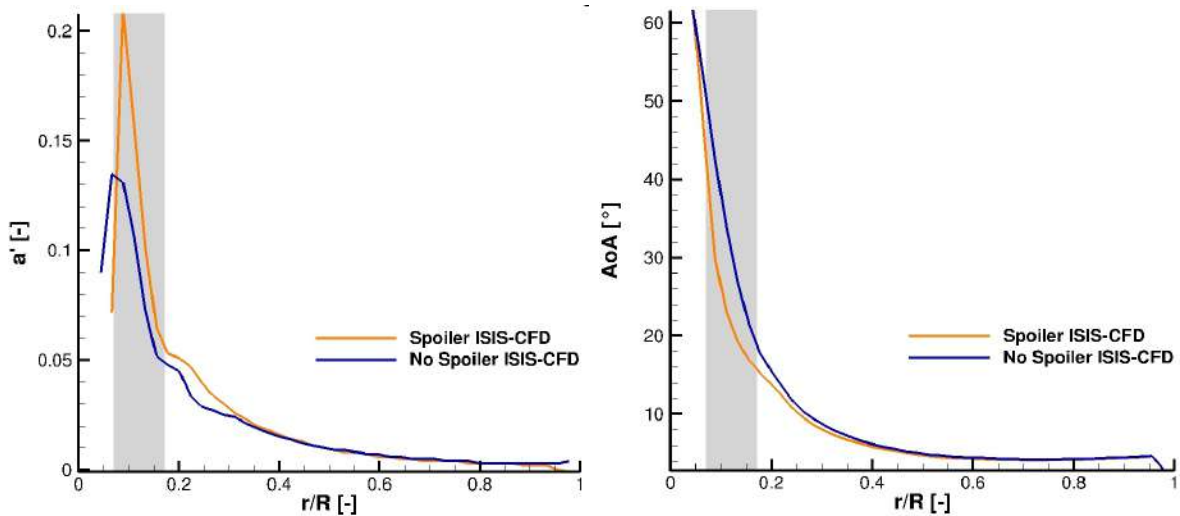 0.2
0.15
0.1
0.05
0
a' [-]
Spoiler ISIS-CFD
No Spoiler ISIS-CFD
0 0.2 0.4 0.6 0.8 1
r/R [-]
60
50
40
30
20
10
AoA [°]
Spoiler ISIS-CFD
No Spoiler ISIS-CFD
0 0.2 0.4 0.6 0.8 1
r/R [-]